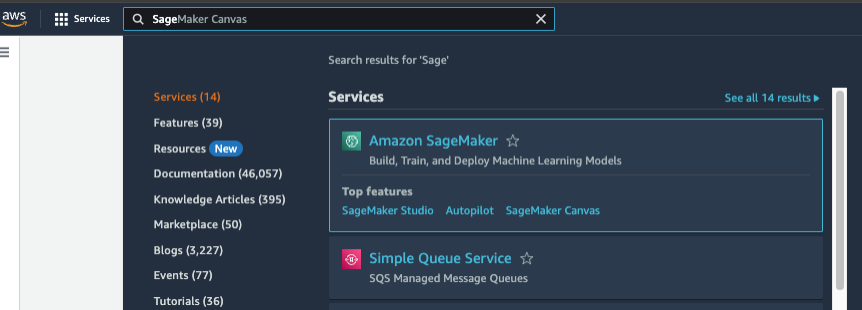 aws
Services
SageMaker Canvas
Search results for 'Sage'
Services (14)
Features (39)
Resources New
Documentation (46,057)
Knowledge Articles (395)
Marketplace (50)
Blogs (3,227)
Events (77)
Tutorials (36)
Services
See all 14 results
Amazon SageMaker
Build, Train, and Deploy Machine Learning Models
Top features
SageMaker Studio Autopilot SageMaker Canvas
Simple Queue Service
SQS Managed Message Queues